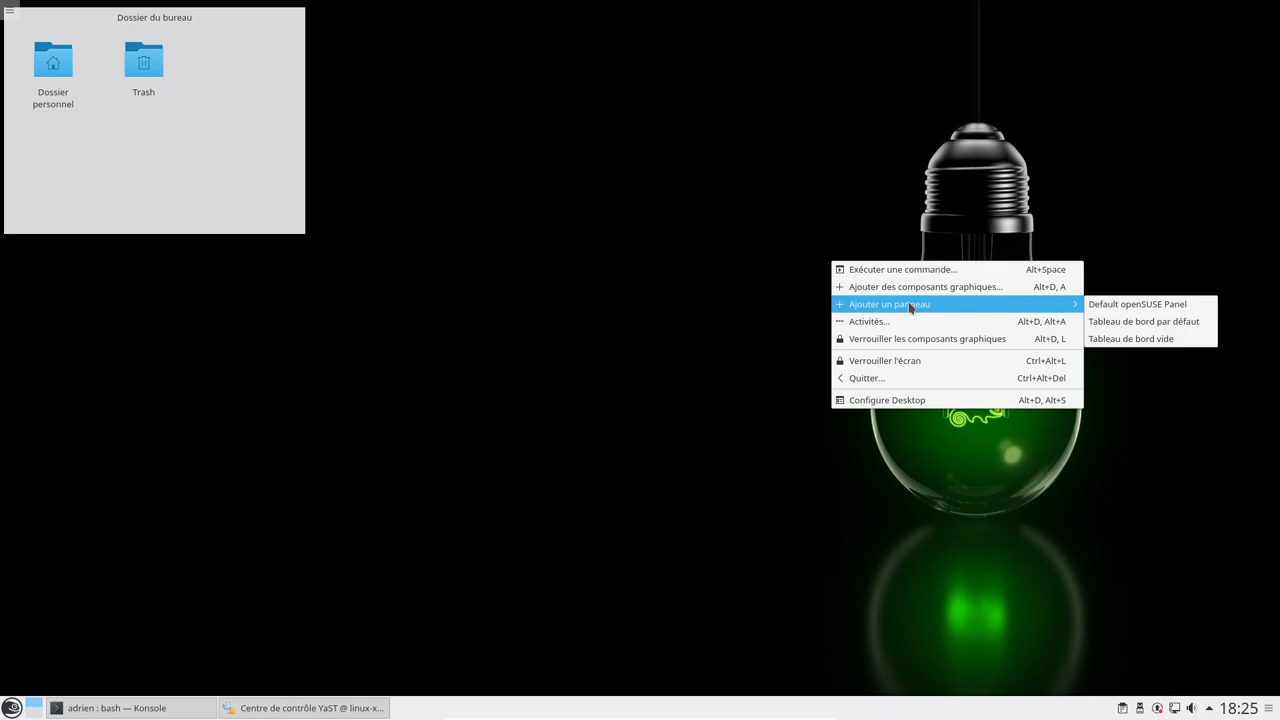 Dossier du bureau
Dossier
personnel
Trash
Exécuter une commande... Alt+Space
Ajouter des composants graphiques... Alt+D, A
Ajouter un panneau
Activités... Alt+D, Alt+A
Verrouiller les composants graphiques Alt+D, L
Verrouiller l'écran Ctrl+Alt+L
Quitter... Ctrl+Alt+Del
Configure Desktop Alt+D, Alt+S
Default openSUSE Panel
Tableau de bord par défaut
Tableau de bord vide
adrien : bash — Konsole
Centre de contrôle YaST @ linux-x...
18:25